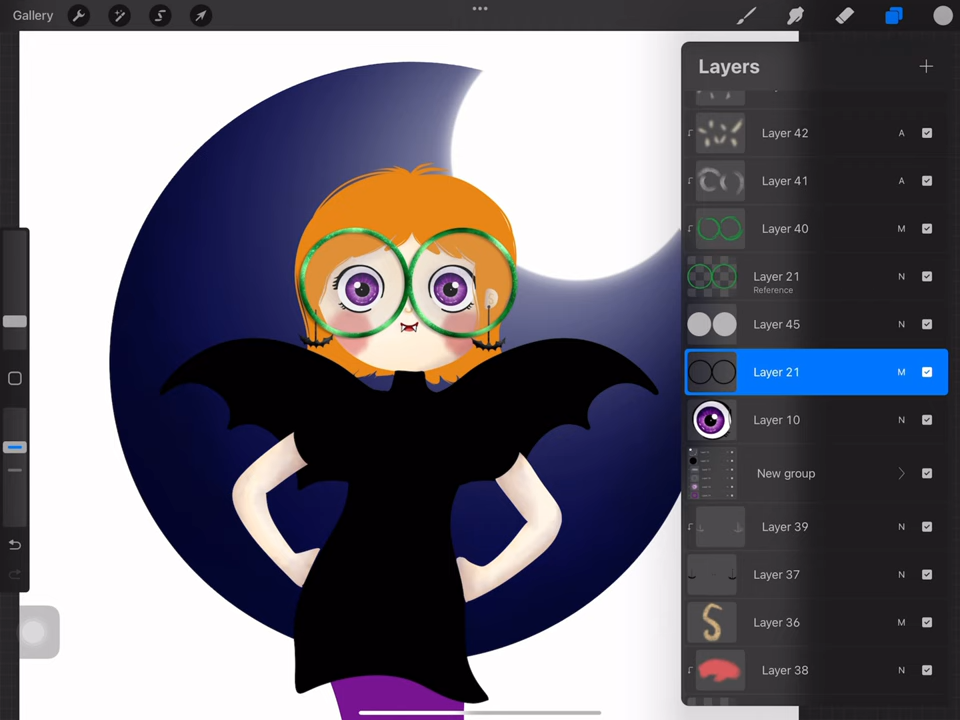 Gallery
Layers
Layer 42 A
Layer 41 A
Layer 40 M
Layer 21 N
Reference
Layer 45 N
Layer 21 M
Layer 10 N
New group
Layer 39 N
Layer 37 N
Layer 36 M
Layer 38 N